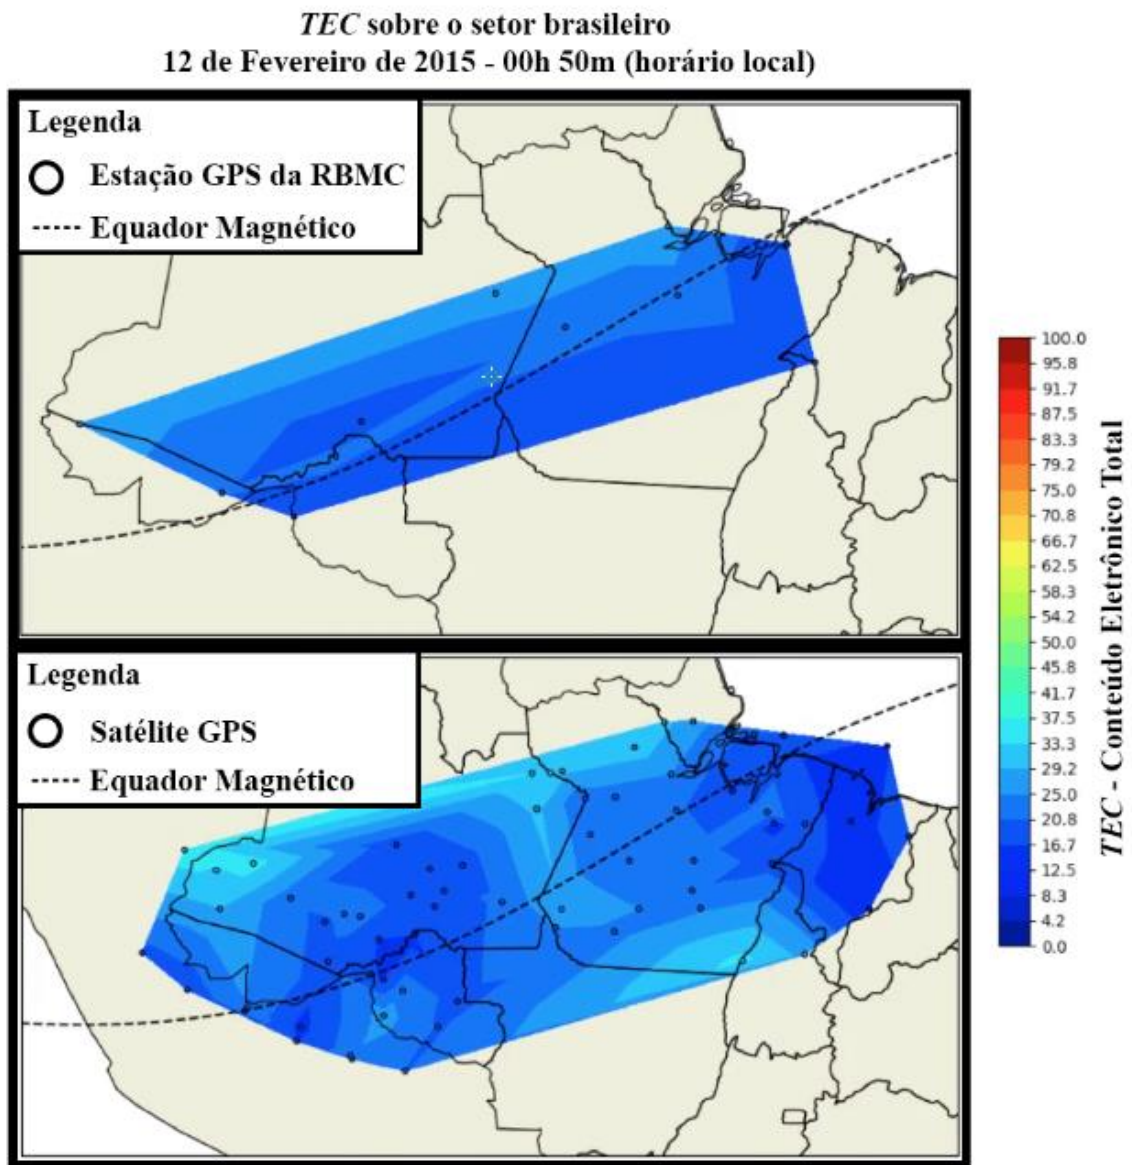 TEC sobre o setor brasileiro
12 de Fevereiro de 2015 - 00h 50m (horário local)
Legenda
Estação GPS da RBMC
Equador Magnético
Legenda
Satélite GPS
Equador Magnético
100.0
95.8
91.7
87.5
83.3
79.2
75.0
70.8
66.7
62.5
58.3
54.2
50.0
45.8
41.7
37.5
33.3
29.2
25.0
20.8
16.7
12.5
8.3
4.2
0.0
TEC - Conteúdo Eletrônico Total